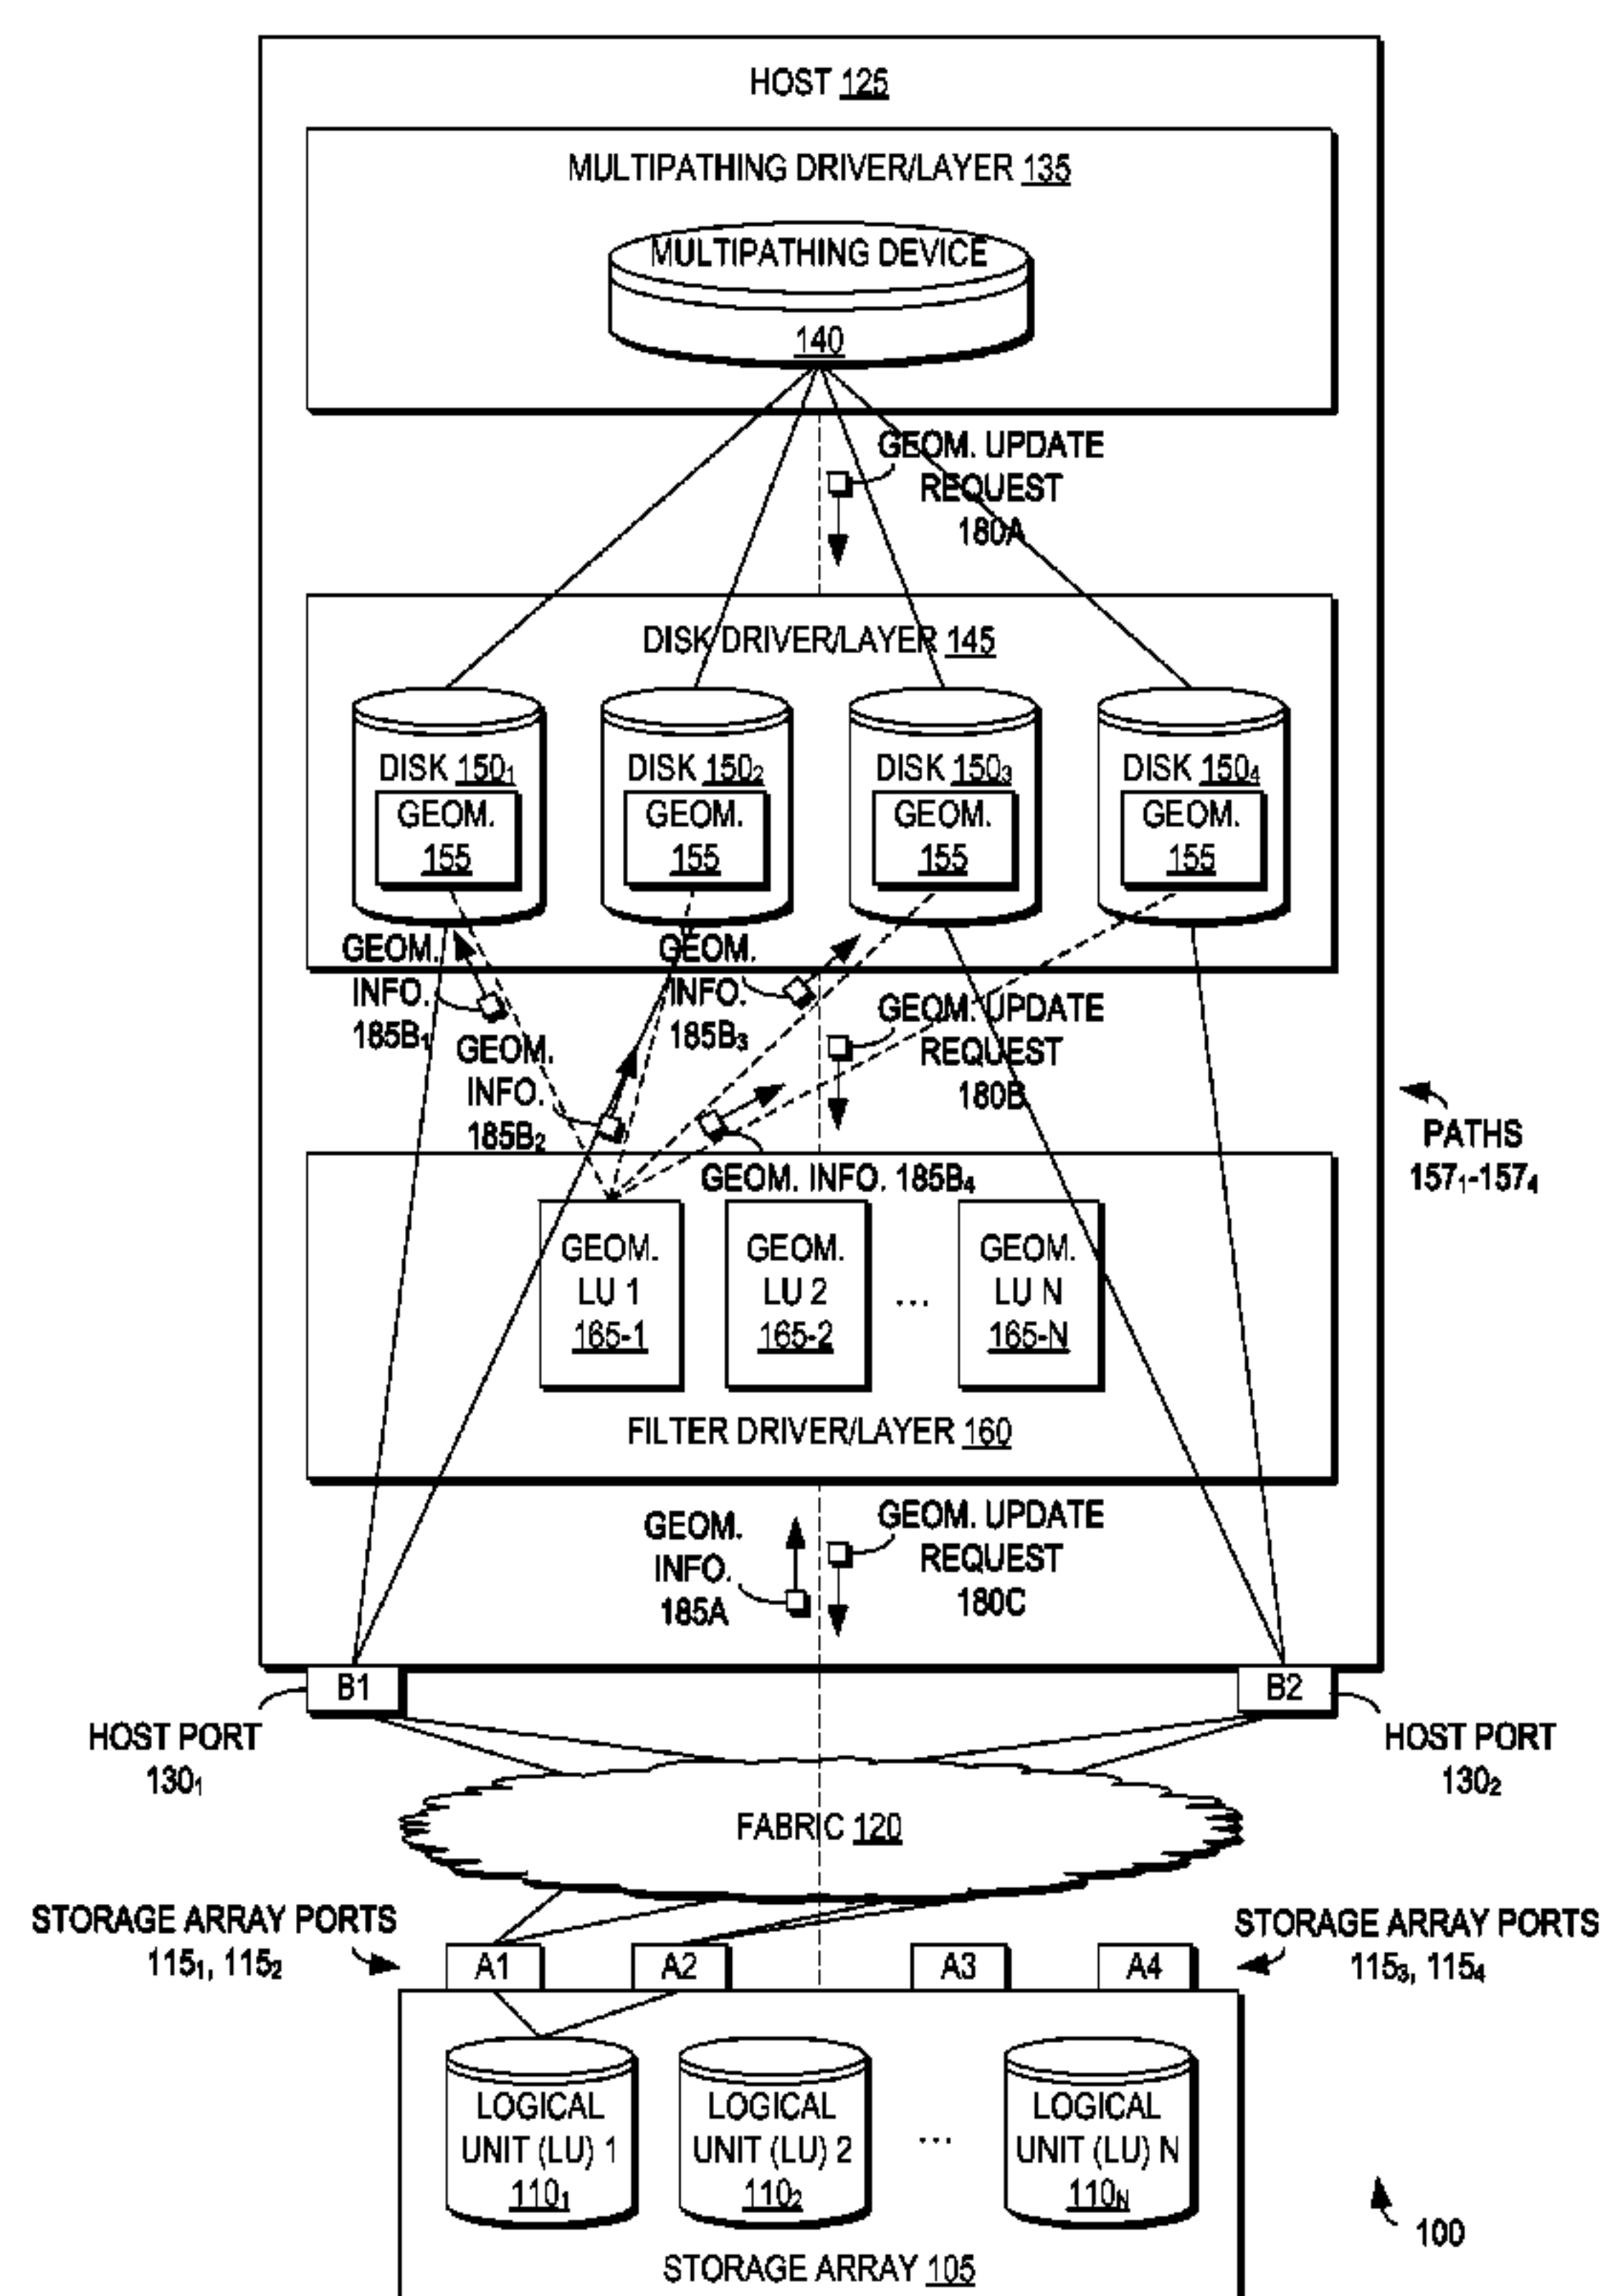 HOST 125
MULTIPATHING DRIVER/LAYER 135
MULTIPATHING DEVICE
140
GEOM. UPDATE
REQUEST
180A
DISK DRIVER/LAYER 145
DISK 150₁
GEOM.
155
DISK 150₂
GEOM.
155
DISK 150₃
GEOM.
155
DISK 150₄
GEOM.
155
GEOM.
INFO.
185B₁
GEOM.
INFO.
185B₂
GEOM.
INFO.
185B₃
GEOM. UPDATE
REQUEST
180B
PATHS
157₁-157₄
GEOM. INFO. 185B₄
GEOM.
LU 1
165-1
GEOM.
LU 2
165-2
...
GEOM.
LU N
165-N
FILTER DRIVER/LAYER 160
GEOM.
INFO.
185A
GEOM. UPDATE
REQUEST
180C
B1
B2
HOST PORT
130₁
HOST PORT
130₂
FABRIC 120
STORAGE ARRAY PORTS
115₁, 115₂
STORAGE ARRAY PORTS
115₃, 115₄
A1
A2
A3
A4
LOGICAL
UNIT (LU) 1
110₁
LOGICAL
UNIT (LU) 2
110₂
...
LOGICAL
UNIT (LU) N
110ₙ
100
STORAGE ARRAY 105